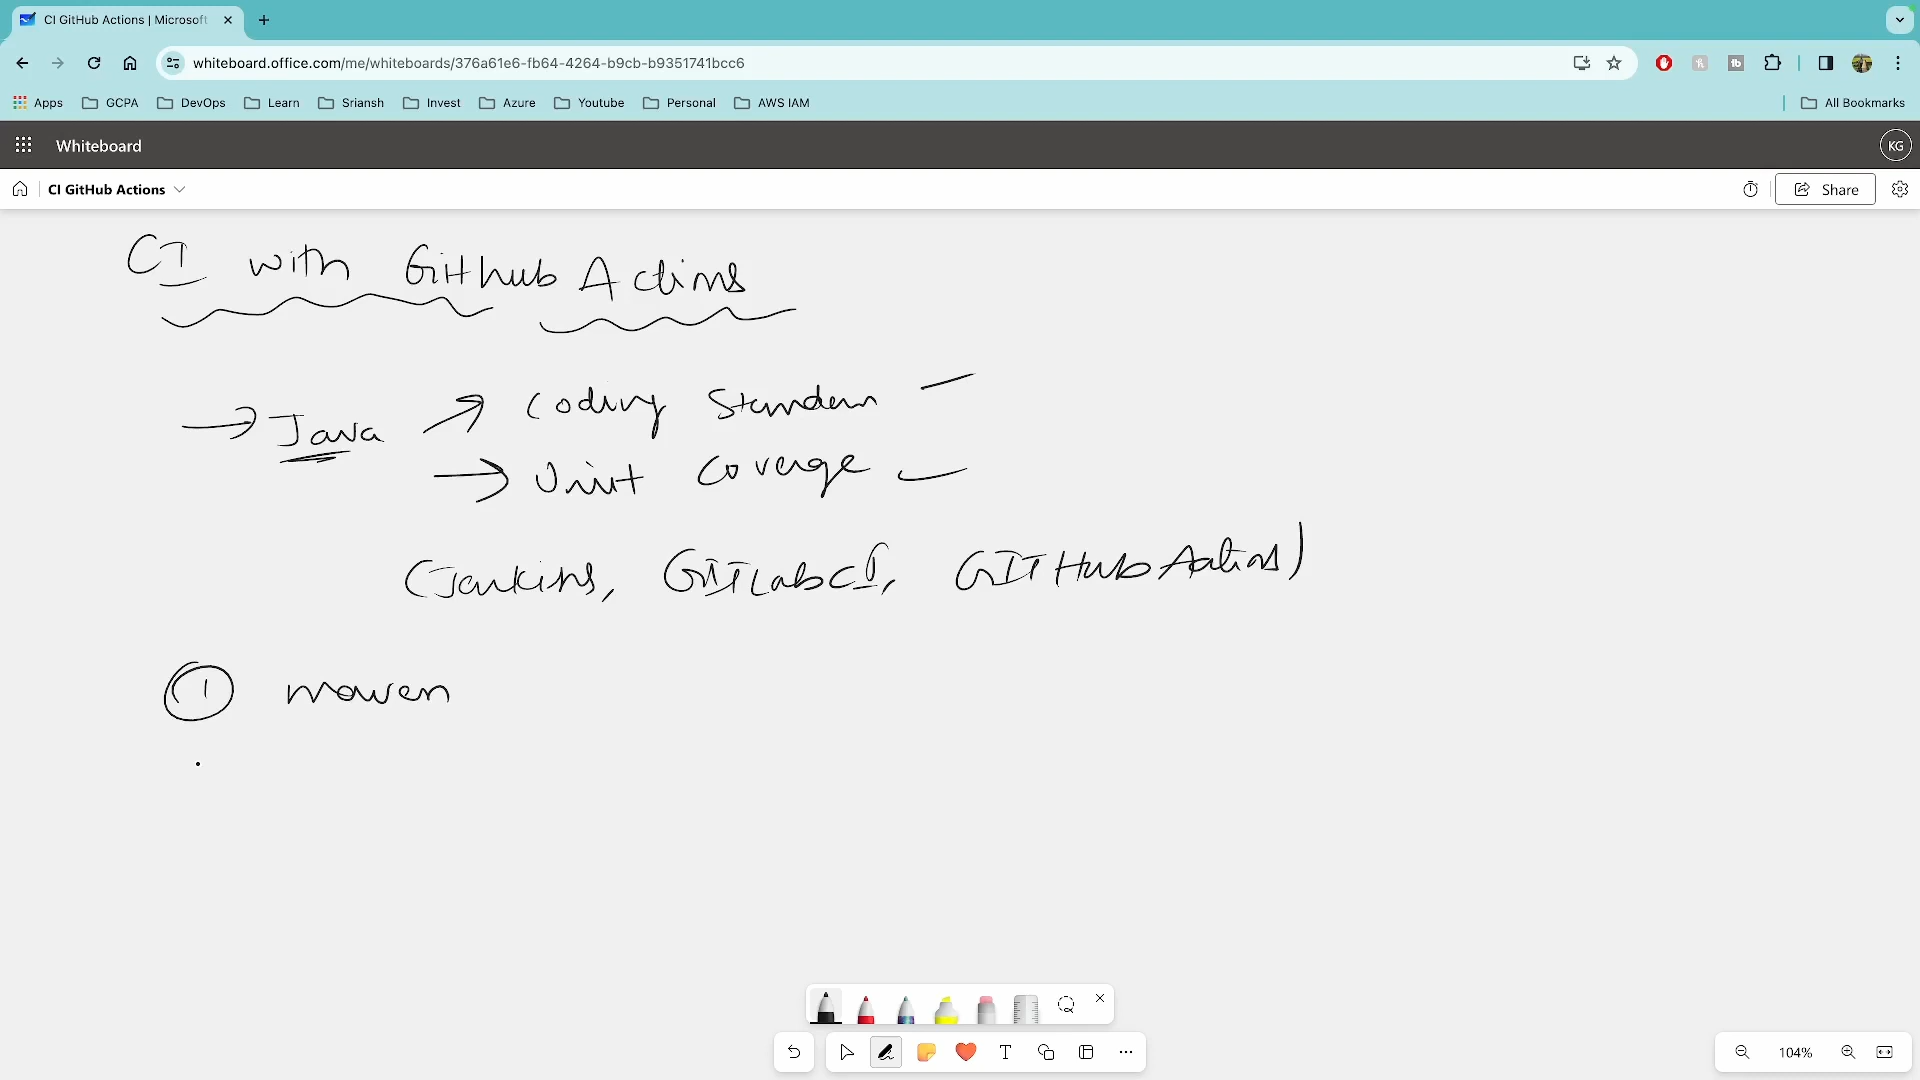 CI GitHub Actions | Microsoft
whiteboard.office.com/me/whiteboards/376a61e6-fb64-4264-b9cb-b9351741bcc6
Apps GCPA DevOps Learn Sriansh Invest Azure Youtube Personal AWS IAM All Bookmarks
Whiteboard KG
CI GitHub Actions Share
CI with Github Actions
Java Coding Standern
Unit Coverge
(Jenkins, GITLabCI, GITHub Actions)
1 maven
104%